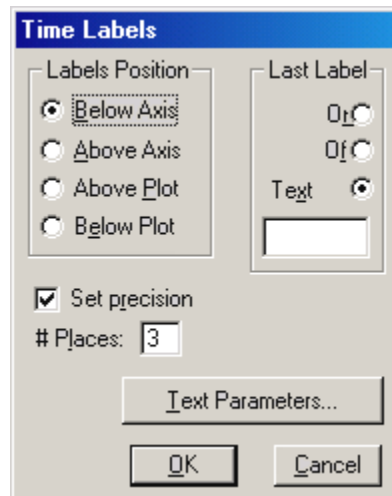 Time Labels
Labels Position
Below Axis
Above Axis
Above Plot
Below Plot
Last Label
Or
Of
Text
Set precision
# Places: 3
Text Parameters...
OK
Cancel